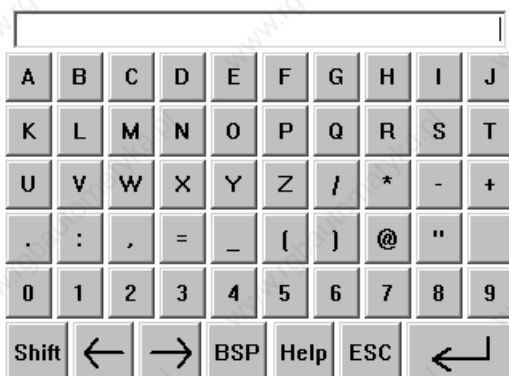 A B C D E F G H I J
K L M N O P Q R S T
U V W X Y Z / * - +
. : , = _ ( ) @ "
0 1 2 3 4 5 6 7 8 9
Shift ← → BSP Help ESC ↵